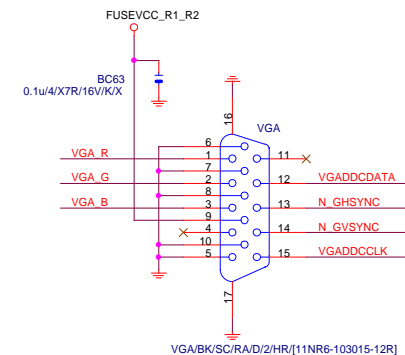 FUSEVCC_R1_R2
BC63
0.1u/4/X7R/16V/K/X
16
VGA
6
VGA_R
1
11
7
VGA_G
2
12
VGADDCDATA
8
VGA_B
3
13
N_GHSYNC
9
4
14
N_GVSYNC
10
5
15
VGADDCCLK
17
VGA/BK/SC/RA/D/2/HR/[11NR6-103015-12R]